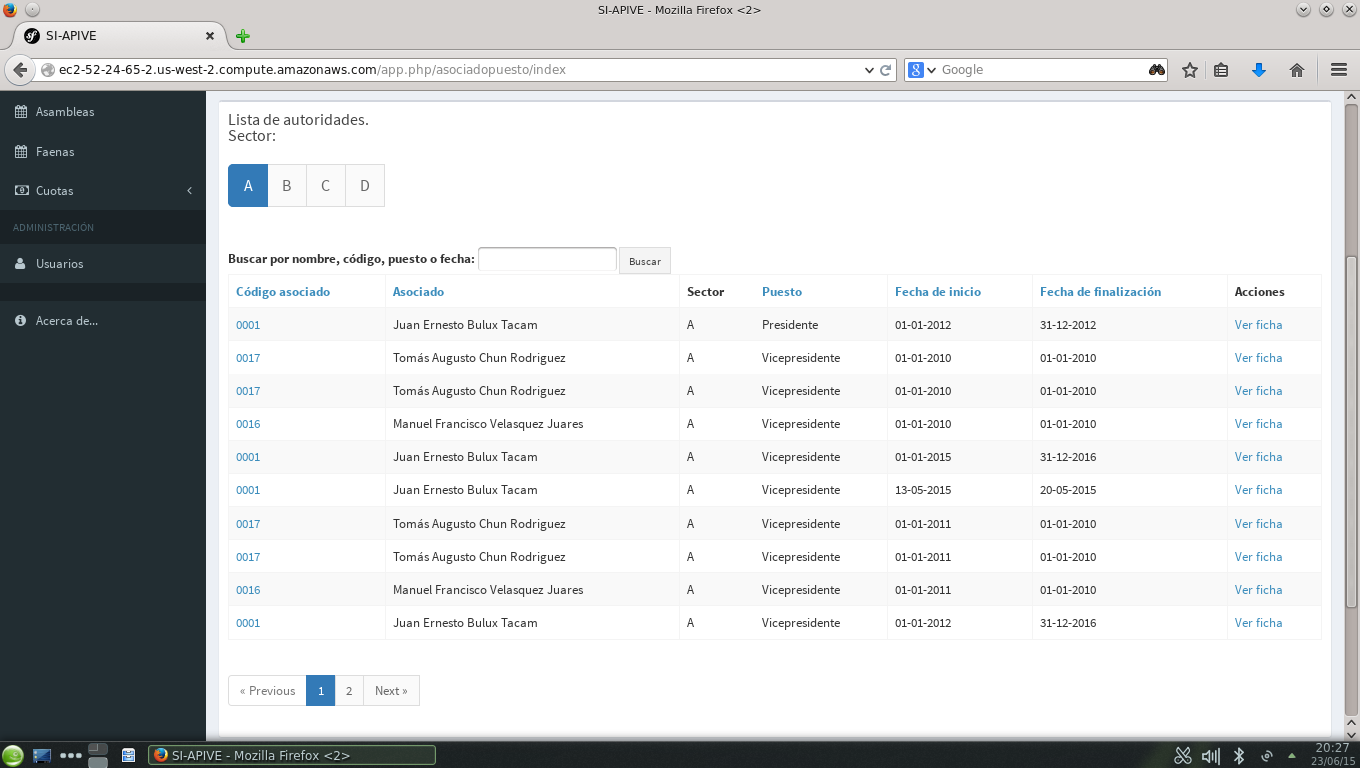 SI-APIVE - Mozilla Firefox <2>
SI-APIVE
ec2-52-24-65-2.us-west-2.compute.amazonaws.com/app.php/asociadopuesto/index
Google
Asambleas
Faenas
Cuotas
ADMINISTRACIÓN
Usuarios
Acerca de...
Lista de autoridades.
Sector:
A B C D
Buscar por nombre, código, puesto o fecha: Buscar
Código asociado Asociado Sector Puesto Fecha de inicio Fecha de finalización Acciones
0001 Juan Ernesto Bulux Tacam A Presidente 01-01-2012 31-12-2012 Ver ficha
0017 Tomás Augusto Chun Rodriguez A Vicepresidente 01-01-2010 01-01-2010 Ver ficha
0017 Tomás Augusto Chun Rodriguez A Vicepresidente 01-01-2010 01-01-2010 Ver ficha
0016 Manuel Francisco Velasquez Juares A Vicepresidente 01-01-2010 01-01-2010 Ver ficha
0001 Juan Ernesto Bulux Tacam A Vicepresidente 01-01-2015 31-12-2016 Ver ficha
0001 Juan Ernesto Bulux Tacam A Vicepresidente 13-05-2015 20-05-2015 Ver ficha
0017 Tomás Augusto Chun Rodriguez A Vicepresidente 01-01-2011 01-01-2010 Ver ficha
0017 Tomás Augusto Chun Rodriguez A Vicepresidente 01-01-2011 01-01-2010 Ver ficha
0016 Manuel Francisco Velasquez Juares A Vicepresidente 01-01-2011 01-01-2010 Ver ficha
0001 Juan Ernesto Bulux Tacam A Vicepresidente 01-01-2012 31-12-2016 Ver ficha
« Previous 1 2 Next »
SI-APIVE - Mozilla Firefox <2>
20:27
23/06/15